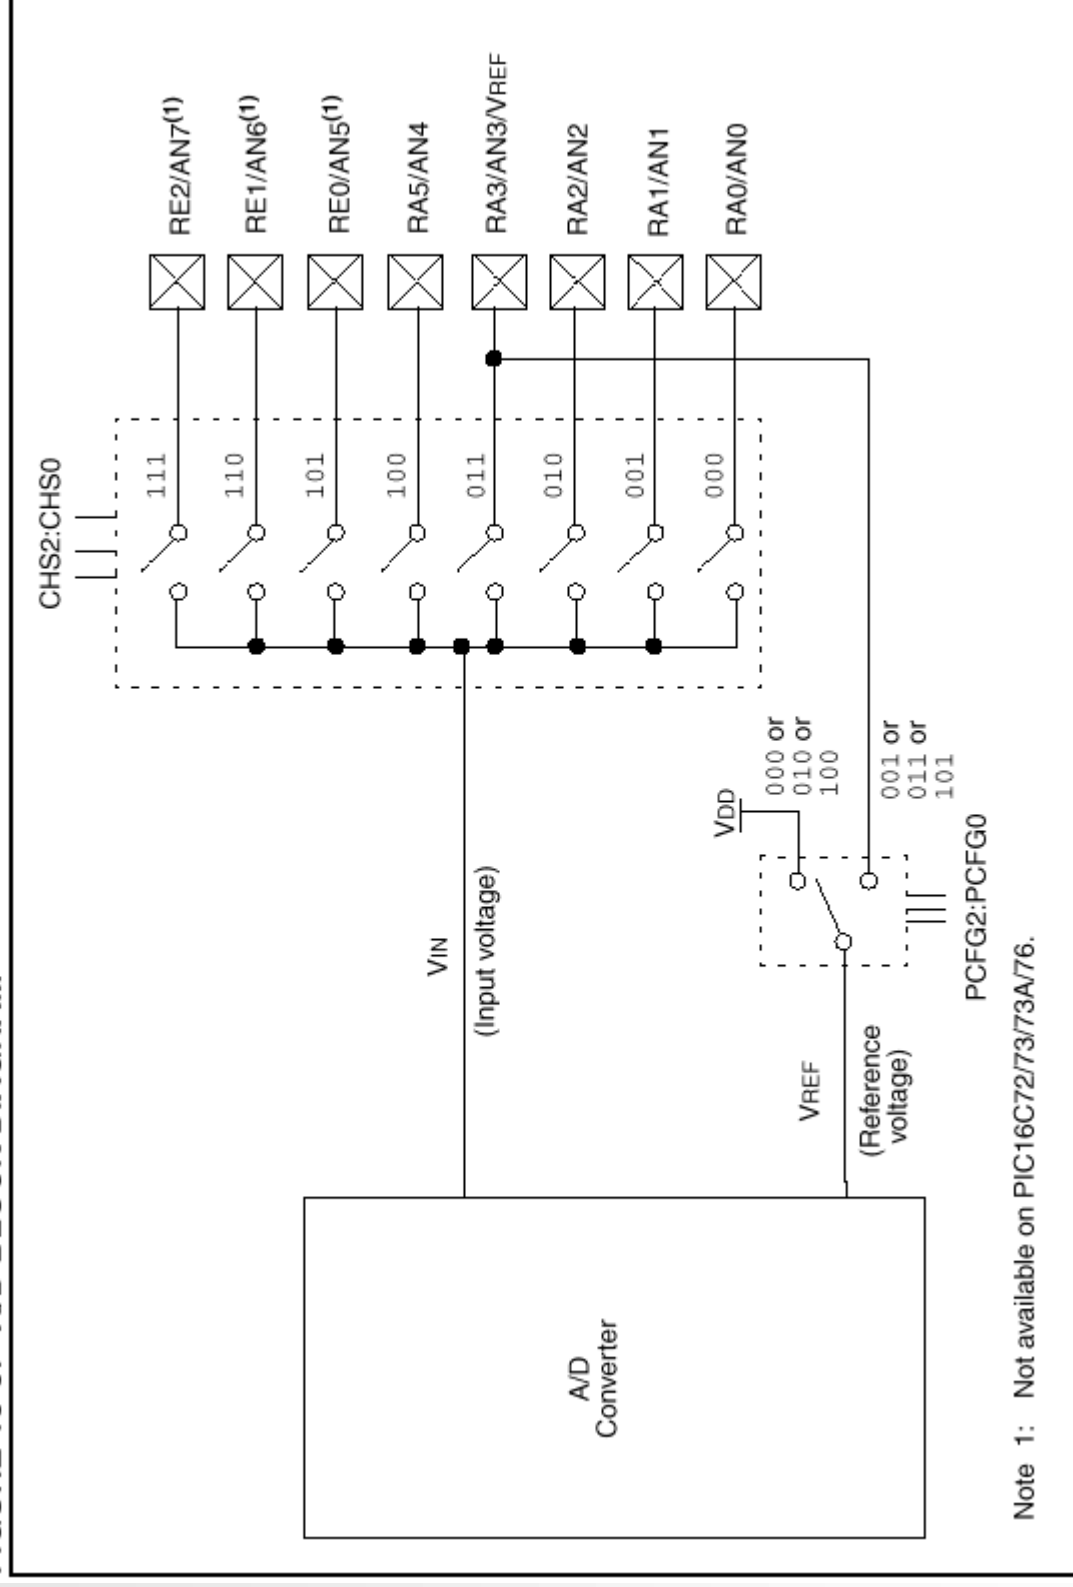 CHS2:CHS0
111
RE2/AN7(1)
110
RE1/AN6(1)
101
RE0/AN5(1)
100
RA5/AN4
011
RA3/AN3/VREF
010
RA2/AN2
001
RA1/AN1
000
RA0/AN0
VIN
(Input voltage)
A/D
Converter
VDD
000 or
010 or
100
001 or
011 or
101
VREF
(Reference
voltage)
PCFG2:PCFG0
Note 1: Not available on PIC16C72/73/73A/76.